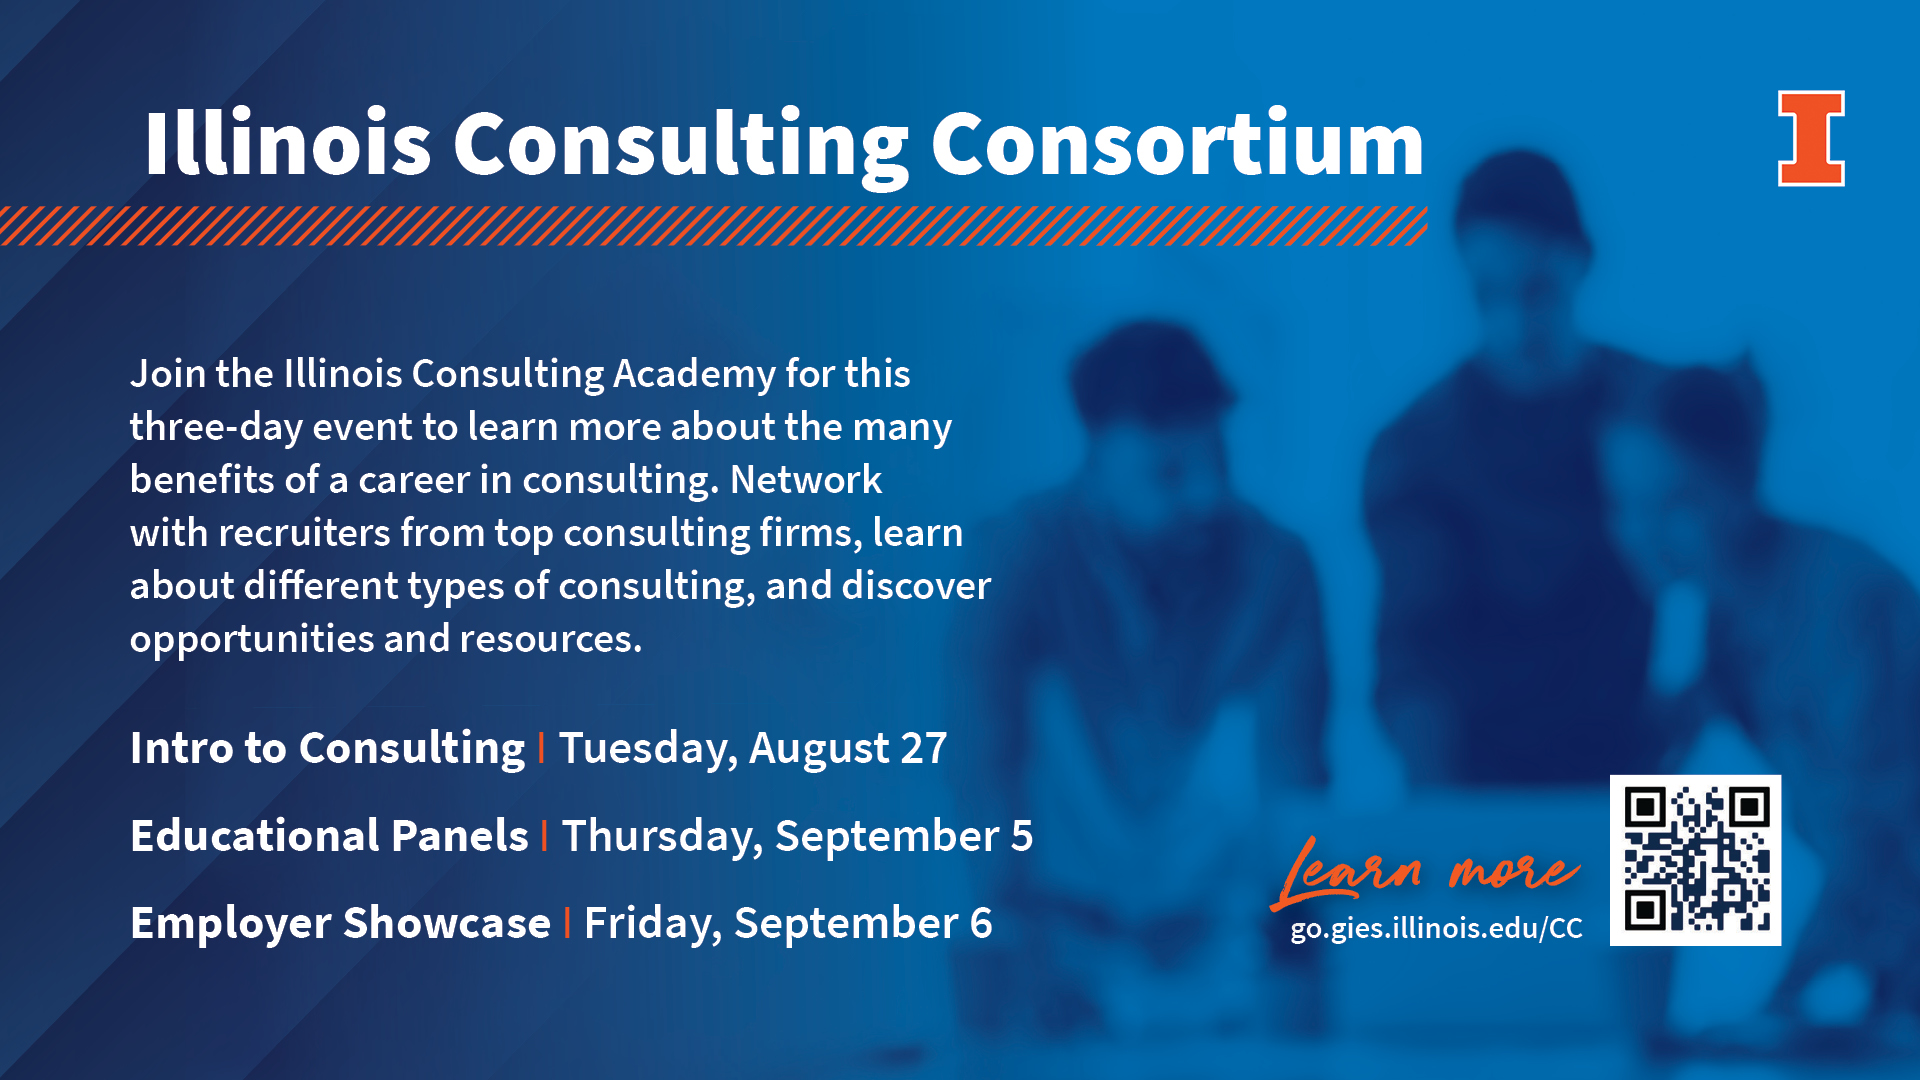 Illinois Consulting Consortium
I
Join the Illinois Consulting Academy for this
three-day event to learn more about the many
benefits of a career in consulting. Network
with recruiters from top consulting firms, learn
about different types of consulting, and discover
opportunities and resources.
Intro to Consulting | Tuesday, August 27
Educational Panels | Thursday, September 5
Employer Showcase | Friday, September 6
Learn more
go.gies.illinois.edu/CC